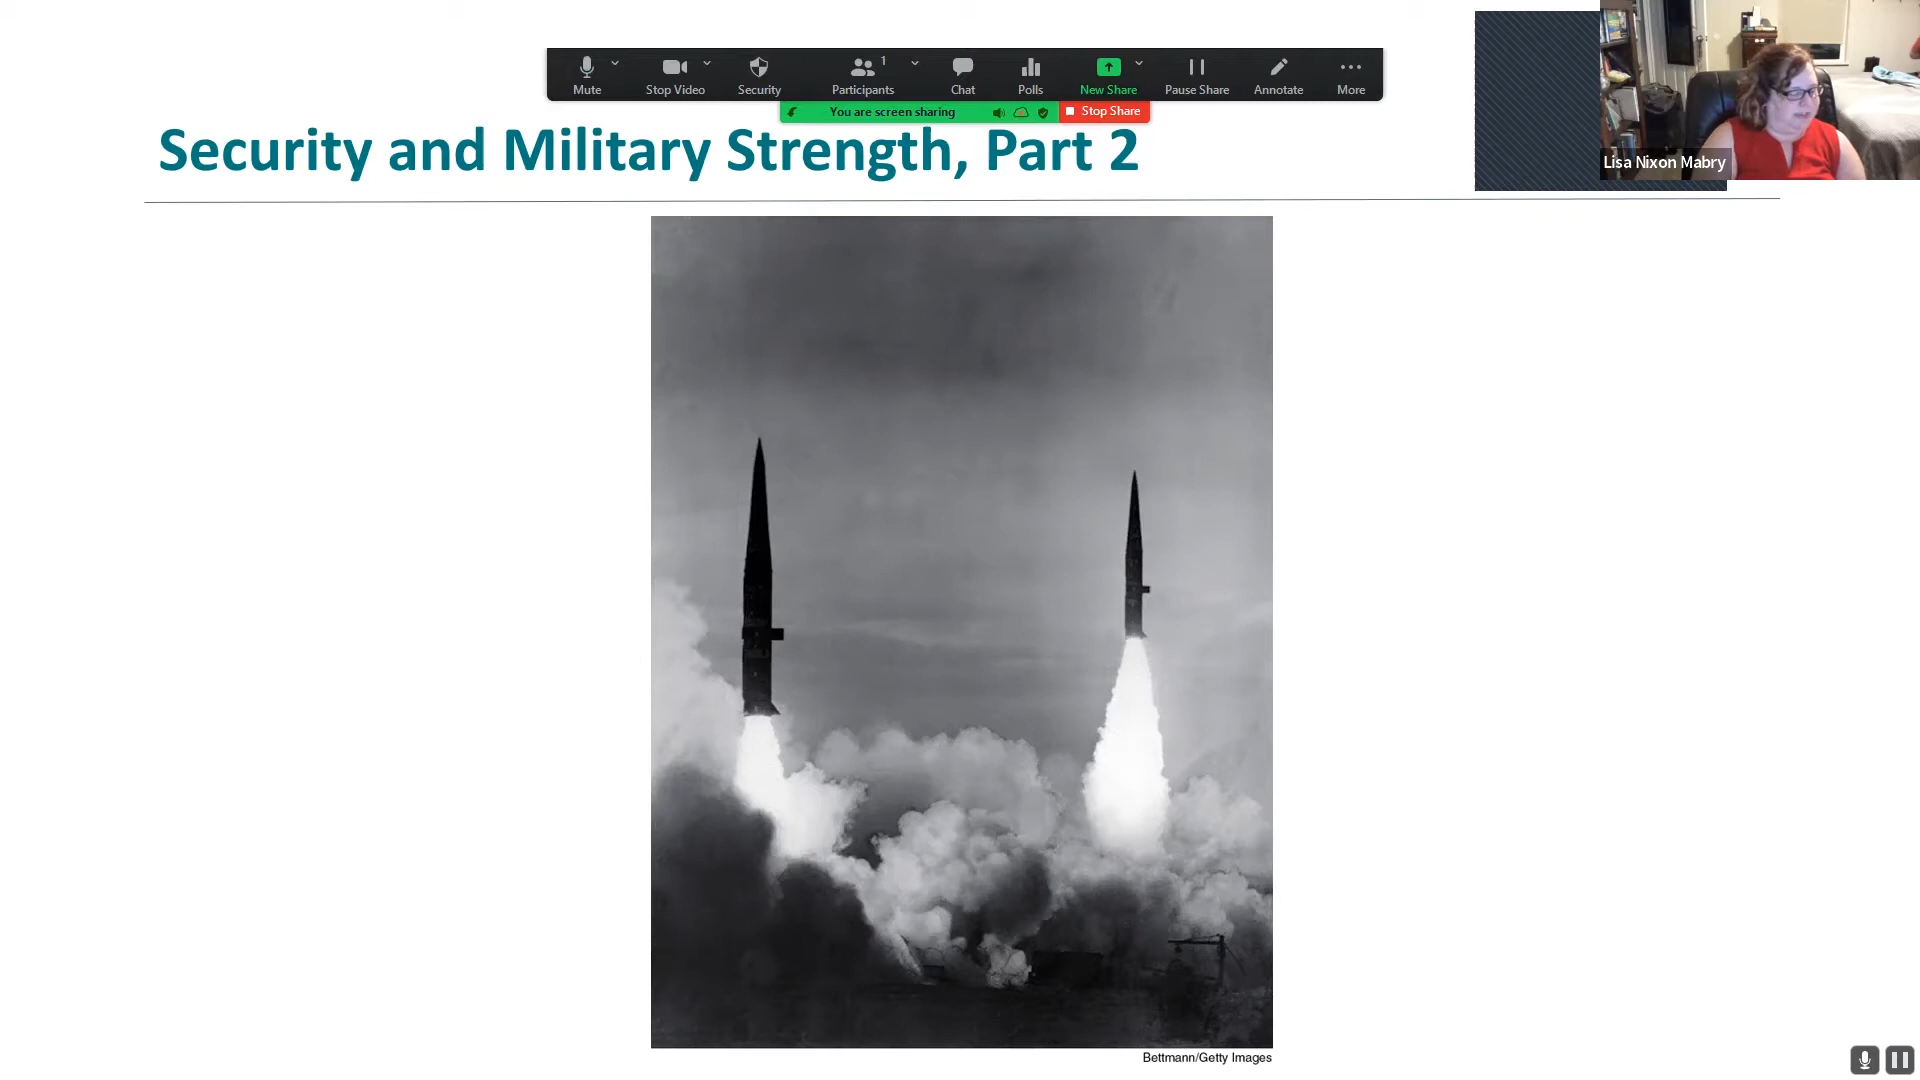 Mute
Stop Video
Security
Participants
1
Chat
Polls
New Share
Pause Share
Annotate
More
You are screen sharing
Stop Share
Security and Military Strength, Part 2
Lisa Nixon Mabry
Bettmann/Getty Images